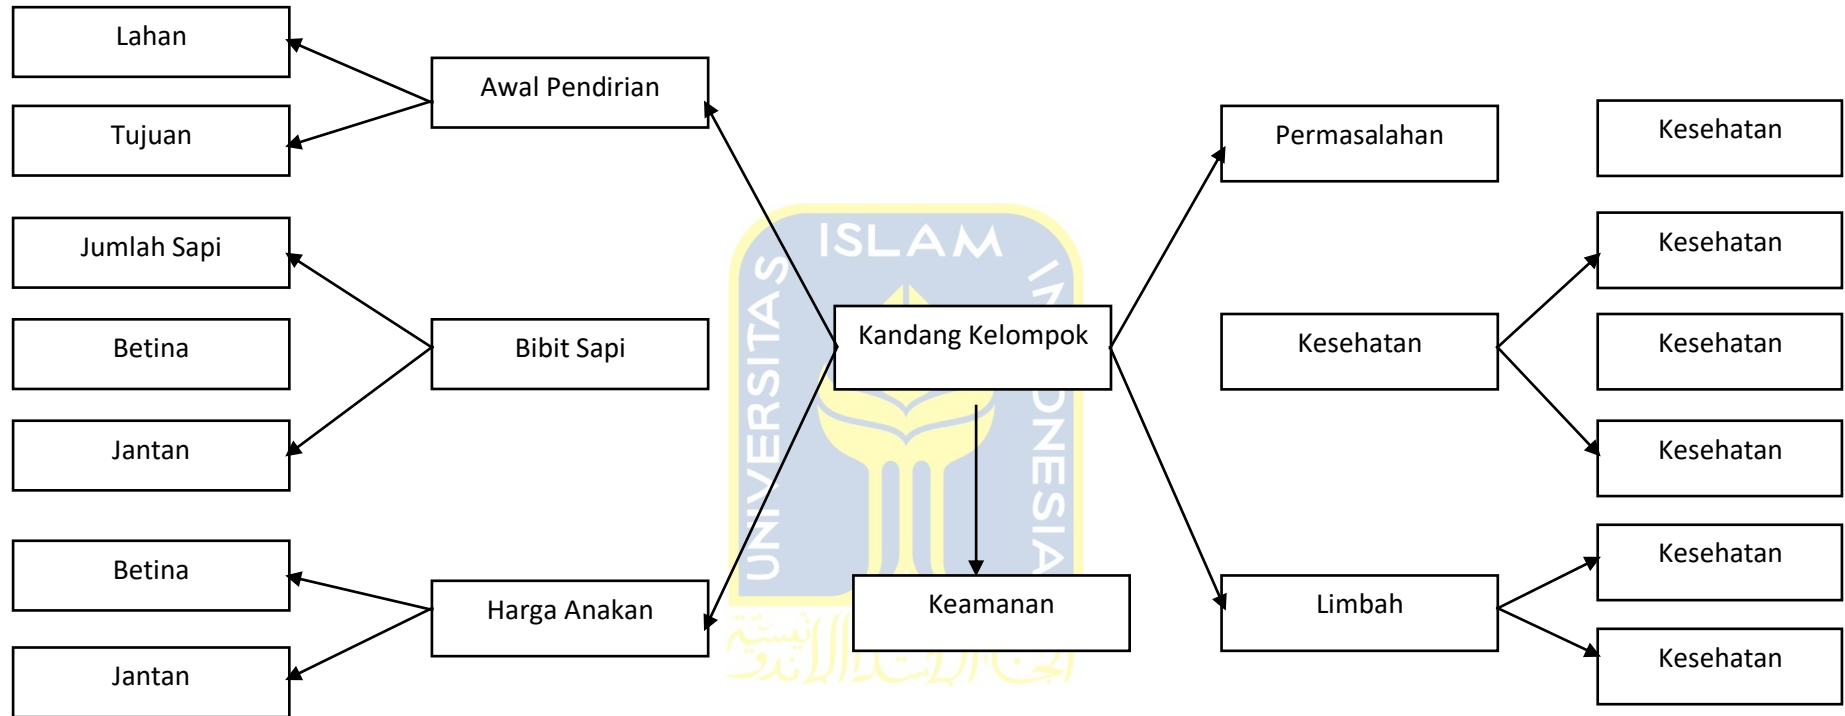 Lahan
Awal Pendirian
Tujuan
Permasalahan
Kesehatan
Jumlah Sapi
Kesehatan
Betina
Bibit Sapi
Kandang Kelompok
Kesehatan
Kesehatan
Jantan
Kesehatan
Betina
Harga Anakan
Keamanan
Limbah
Kesehatan
Jantan
Kesehatan
UNIVERSITAS
ISLAM